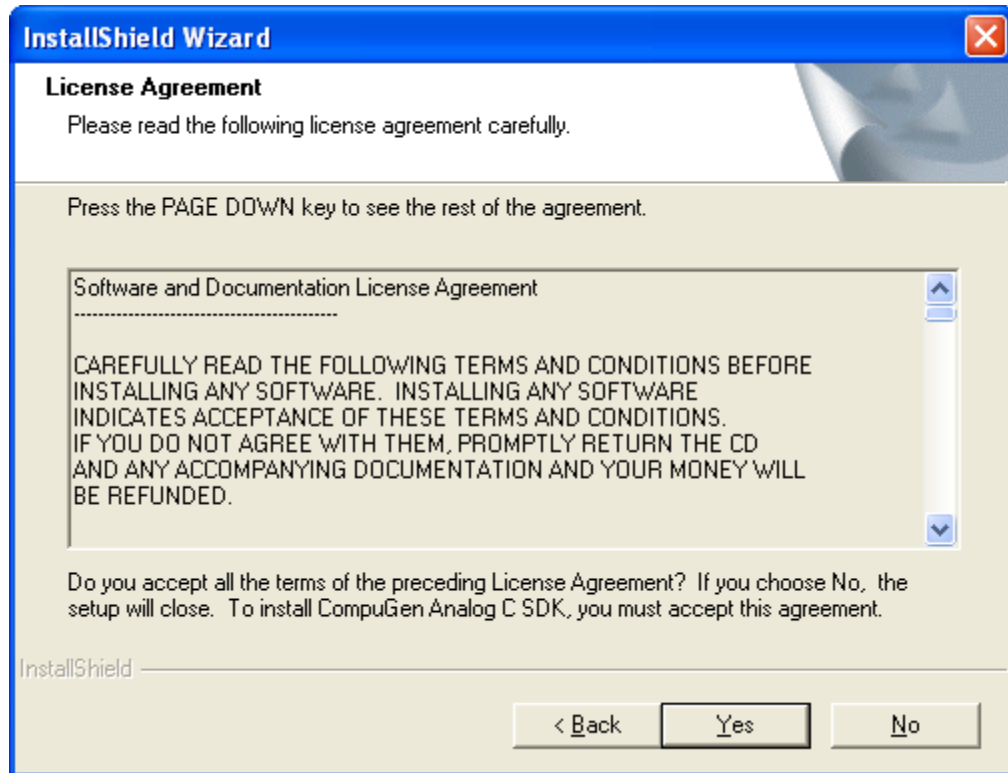 InstallShield Wizard
License Agreement
Please read the following license agreement carefully.
Press the PAGE DOWN key to see the rest of the agreement.
Software and Documentation License Agreement
--------------------------------------------
CAREFULLY READ THE FOLLOWING TERMS AND CONDITIONS BEFORE
INSTALLING ANY SOFTWARE.  INSTALLING ANY SOFTWARE
INDICATES ACCEPTANCE OF THESE TERMS AND CONDITIONS.
IF YOU DO NOT AGREE WITH THEM, PROMPTLY RETURN THE CD
AND ANY ACCOMPANYING DOCUMENTATION AND YOUR MONEY WILL
BE REFUNDED.
Do you accept all the terms of the preceding License Agreement?  If you choose No,  the
setup will close.  To install CompuGen Analog C SDK, you must accept this agreement.
InstallShield
< Back
Yes
No